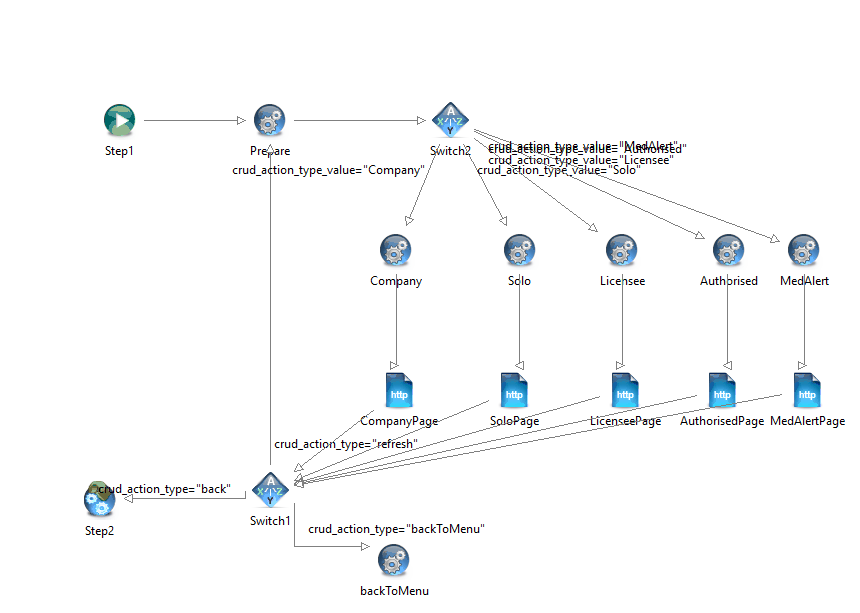 A
X Z
Y
Step1
Prepare
Switch2
crud_action_type_value="MedAlert"
crud_action_type_value="Authorised"
crud_action_type_value="Licensee"
crud_action_type_value="Company"
crud_action_type_value="Solo"
Company
Solo
Licensee
Authorised
MedAlert
http
http
http
http
http
CompanyPage
SoloPage
LicenseePage
AuthorisedPage
MedAlertPage
crud_action_type="refresh"
A
X Z
Y
crud_action_type="back"
Switch1
Step2
crud_action_type="backToMenu"
backToMenu